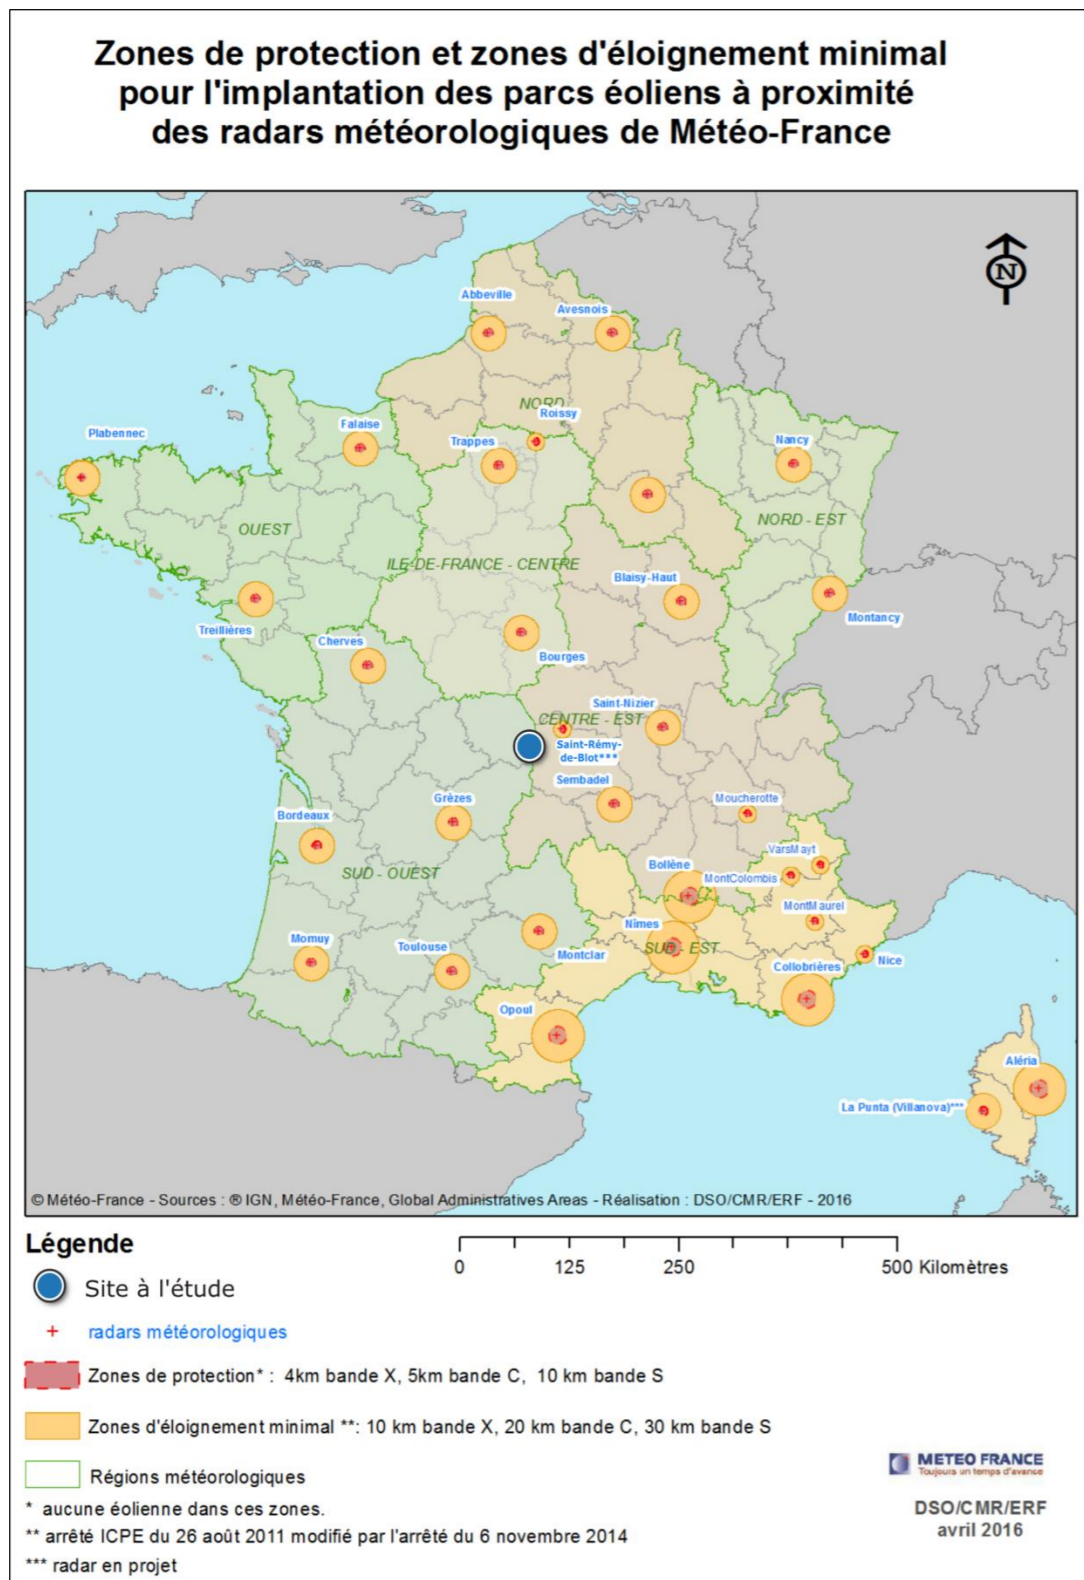 Zones de protection et zones d'éloignement minimal
pour l'implantation des parcs éoliens à proximité
des radars météorologiques de Météo-France
N
Abbeville
Avesnois
NORD
Roissy
Falaise
Trappes
Nancy
Plabennec
OUEST
NORD - EST
ILE-DE-FRANCE - CENTRE
Blaisy-Haut
Montancy
Treillières
Cherves
Bourges
Saint-Nizier
CENTRE - EST
Saint-Rémy-
de-Blot***
Sembadel
Grèzes
Moucherotte
Bordeaux
VarsMayt
Bollène
MontColombis
SUD - OUEST
MontMaurel
Nîmes
Momuy
Toulouse
Montclar
SUD - EST
Nice
Collobrières
Opoul
Aléria
La Punta (Villanova)***
© Météo-France - Sources : ® IGN, Météo-France, Global Administratives Areas - Réalisation : DSO/CMR/ERF - 2016
Légende
0 125 250 500 Kilomètres
Site à l'étude
radars météorologiques
Zones de protection* : 4km bande X, 5km bande C, 10 km bande S
Zones d'éloignement minimal **: 10 km bande X, 20 km bande C, 30 km bande S
METEO FRANCE
Toujours un temps d'avance
Régions météorologiques
* aucune éolienne dans ces zones.
DSO/CMR/ERF
** arrêté ICPE du 26 août 2011 modifié par l'arrêté du 6 novembre 2014
avril 2016
*** radar en projet